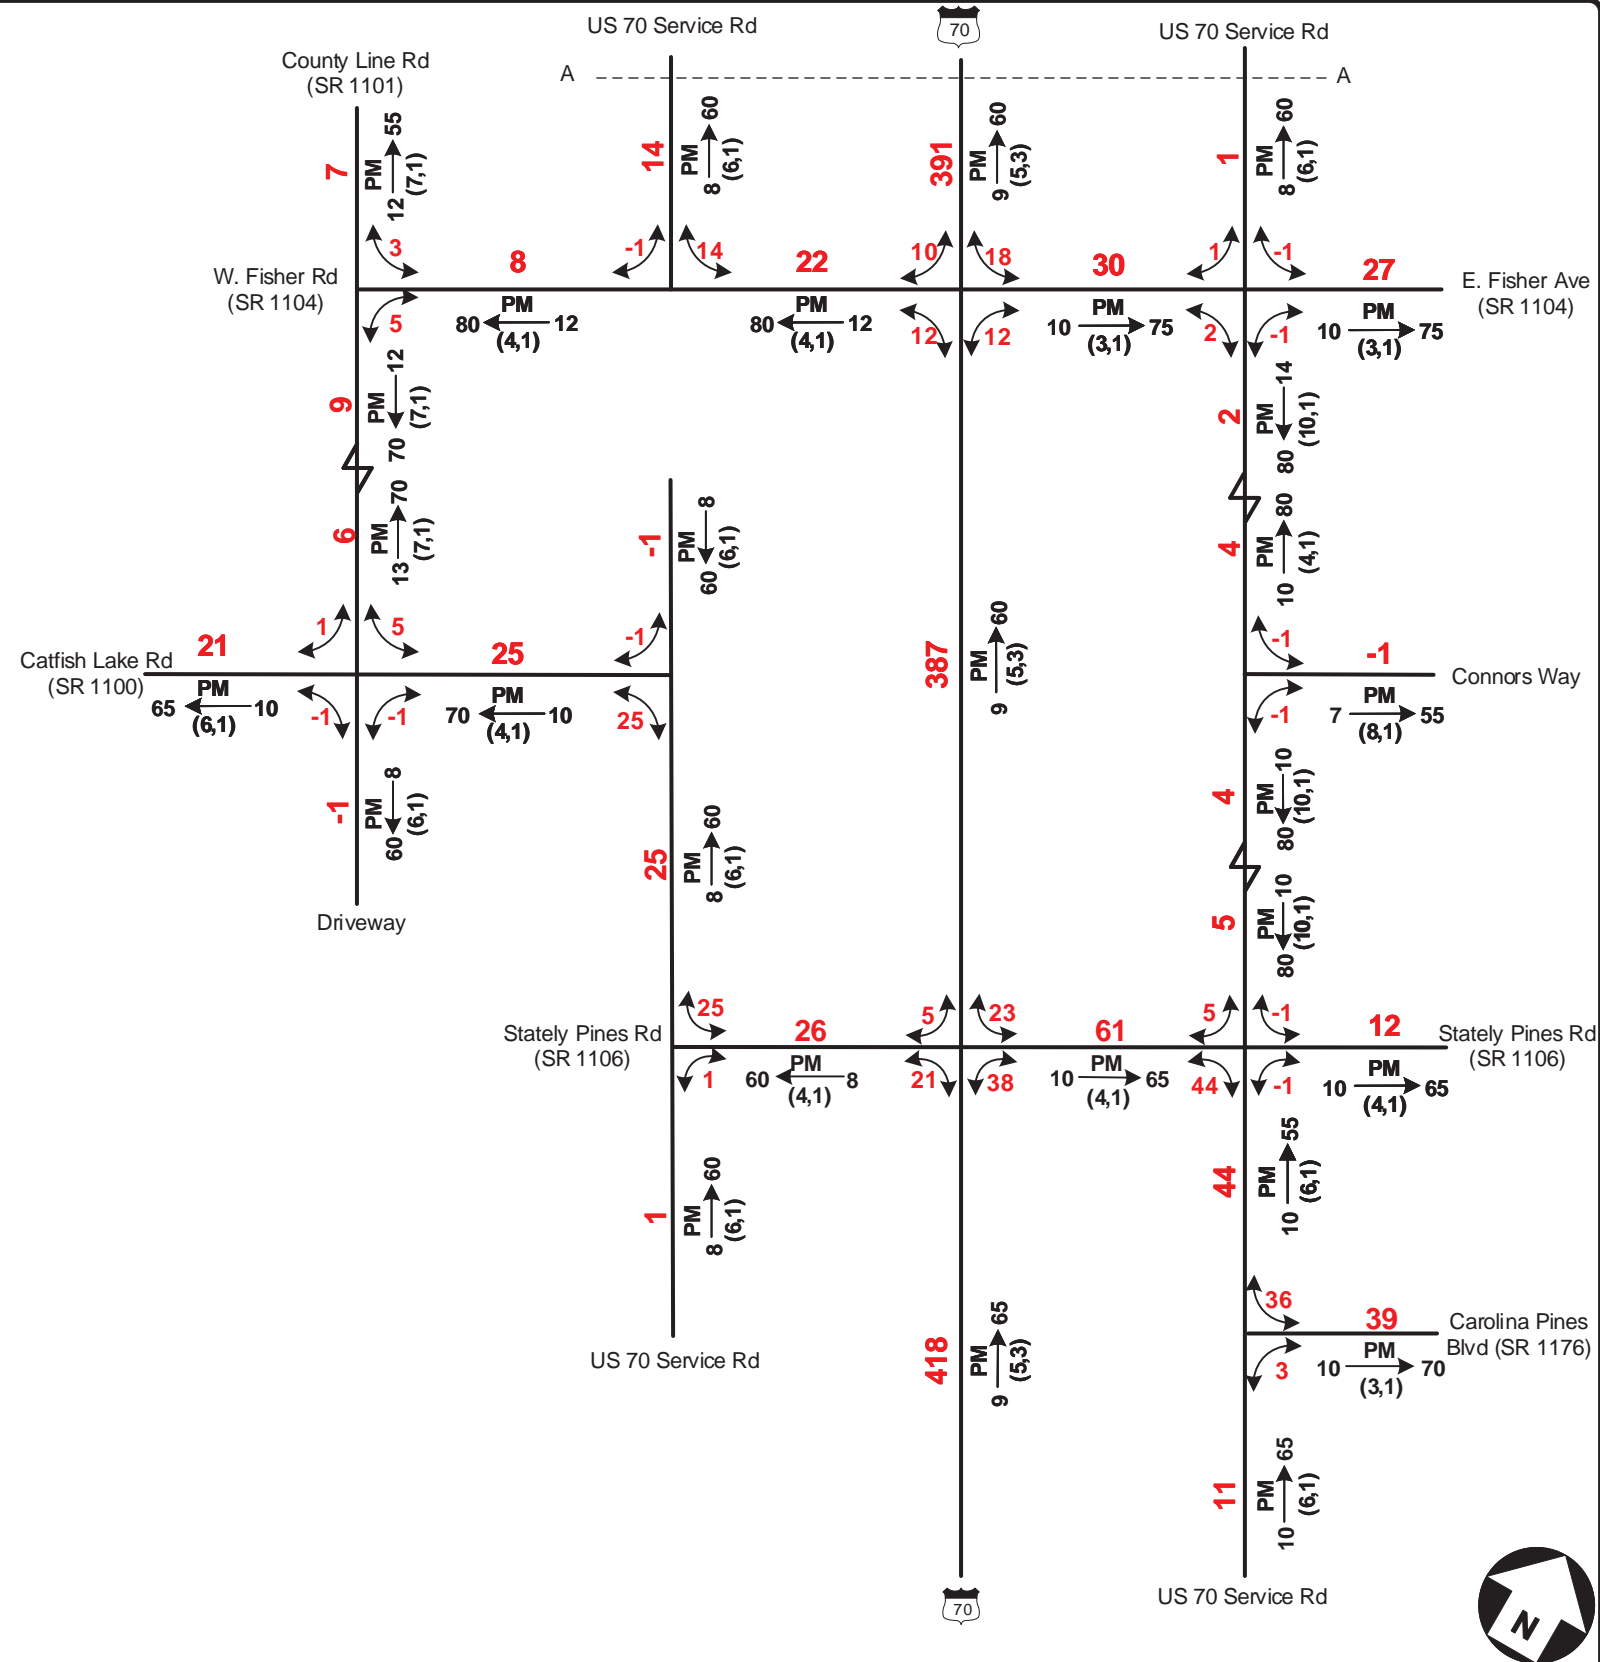 US 70 Service Rd
70
US 70 Service Rd
County Line Rd
(SR 1101)
A
A
7
PM
12
55
(7,1)
14
PM
8
60
(6,1)
391
PM
9
60
(5,3)
1
PM
8
60
(6,1)
3
8
-1
14
22
10
18
30
1
-1
27
W. Fisher Rd
(SR 1104)
E. Fisher Ave
(SR 1104)
5
PM
80
12
(4,1)
PM
80
12
(4,1)
12
12
PM
10
75
(3,1)
2
-1
PM
10
75
(3,1)
9
PM
12
70
(7,1)
2
PM
14
80
(10,1)
6
PM
13
70
(7,1)
-1
PM
8
60
(6,1)
4
PM
10
80
(4,1)
387
PM
9
60
(5,3)
21
1
5
25
-1
-1
-1
Catfish Lake Rd
(SR 1100)
Connors Way
PM
65
10
(6,1)
-1
-1
PM
70
10
(4,1)
25
-1
PM
7
55
(8,1)
-1
PM
8
60
(6,1)
Driveway
25
PM
8
60
(6,1)
4
PM
10
80
(10,1)
5
PM
10
80
(10,1)
25
26
5
23
61
5
-1
12
Stately Pines Rd
(SR 1106)
Stately Pines Rd
(SR 1106)
1
PM
60
8
(4,1)
21
38
PM
10
65
(4,1)
44
-1
PM
10
65
(4,1)
1
PM
8
60
(6,1)
44
PM
10
55
(6,1)
US 70 Service Rd
418
PM
9
65
(5,3)
36
39
Carolina Pines
Blvd (SR 1176)
3
PM
10
70
(3,1)
11
PM
10
65
(6,1)
70
US 70 Service Rd
N